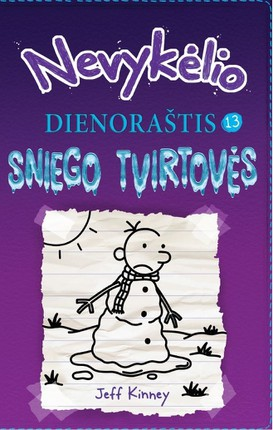 Nevykėlio
DIENORAŠTIS 13
SNIEGO TVIRTOVĖS
Jeff Kinney